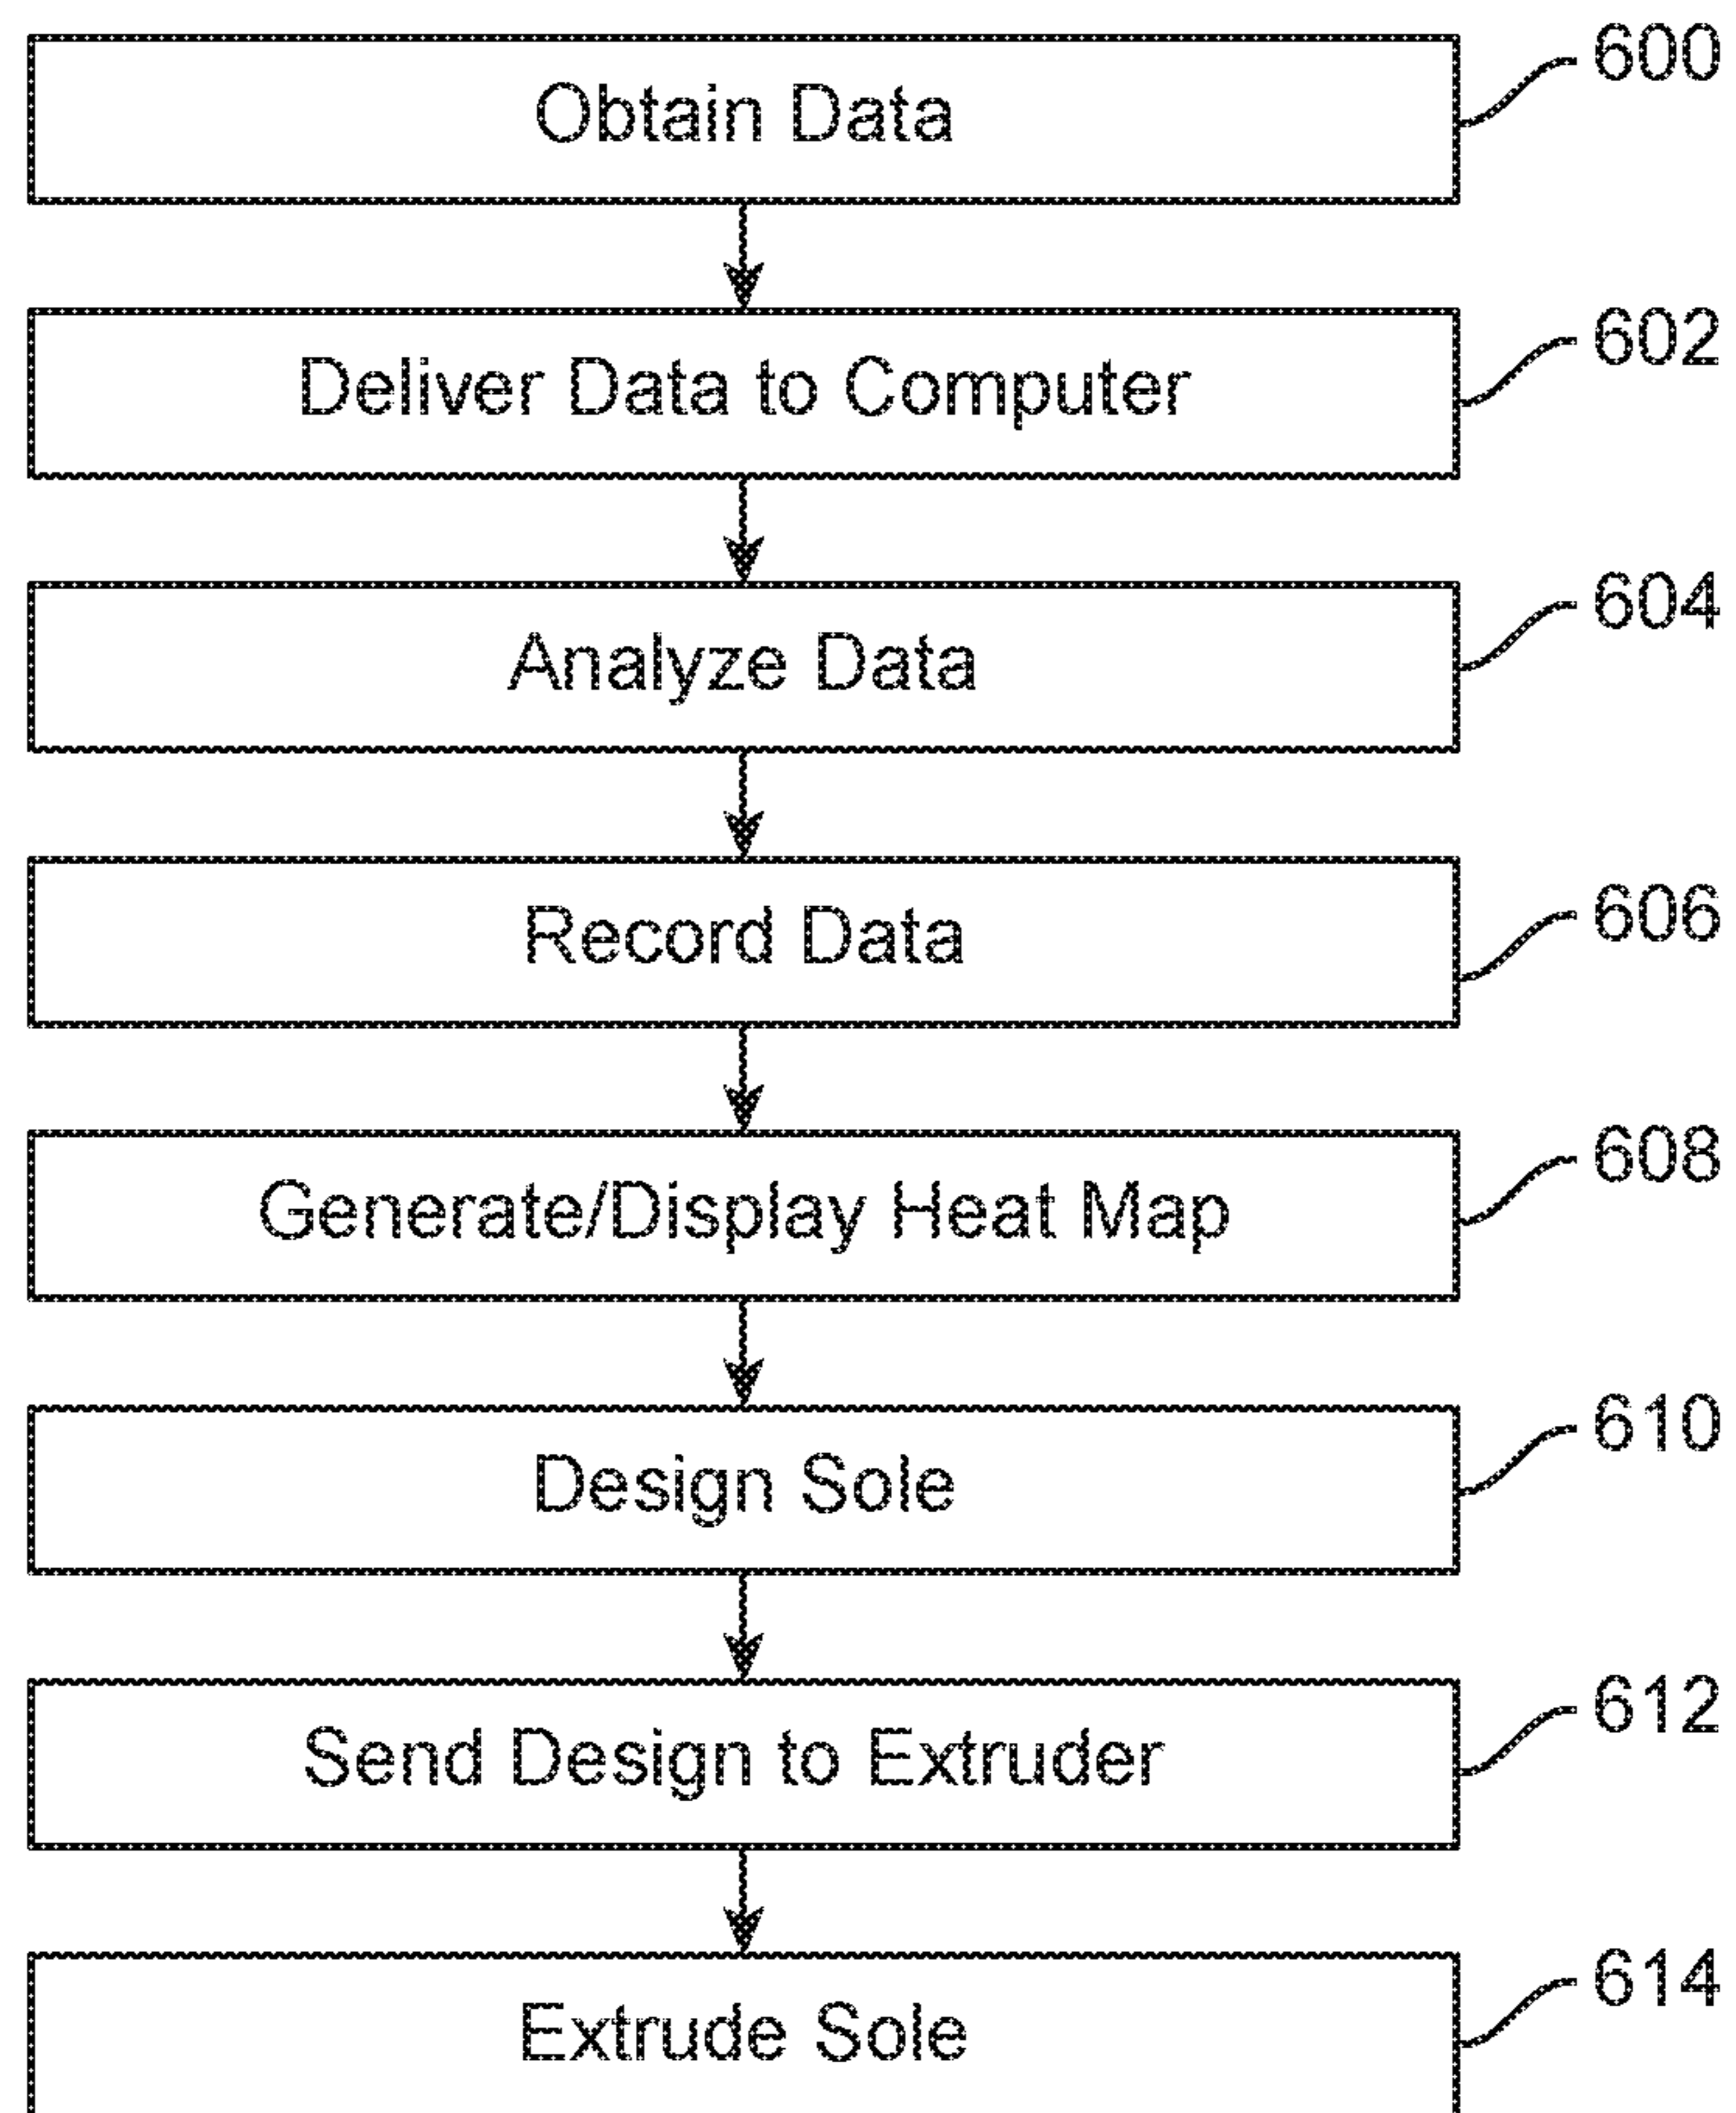 Obtain Data
600
Deliver Data to Computer
602
Analyze Data
604
Record Data
606
Generate/Display Heat Map
608
Design Sole
610
Send Design to Extruder
612
Extrude Sole
614